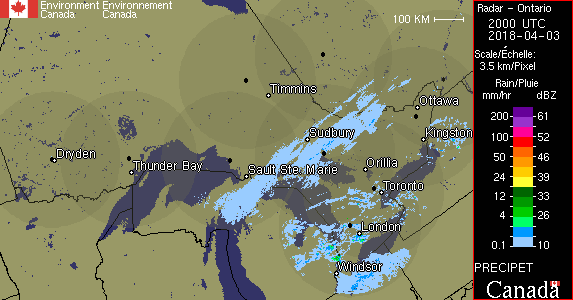 Environment Environnement
Canada Canada
100 KM
Timmins
Ottawa
Sudbury
Kingston
Dryden
Thunder Bay
Sault Ste. Marie
Orillia
Toronto
London
Windsor
Radar - Ontario
2000 UTC
2018-04-03
Scale/Échelle:
3.5 km/Pixel
Rain/Pluie
mm/hr dBZ
200 61
100 52
50 46
24 39
12 33
4 26
0.1 10
PRECIPET
Canada